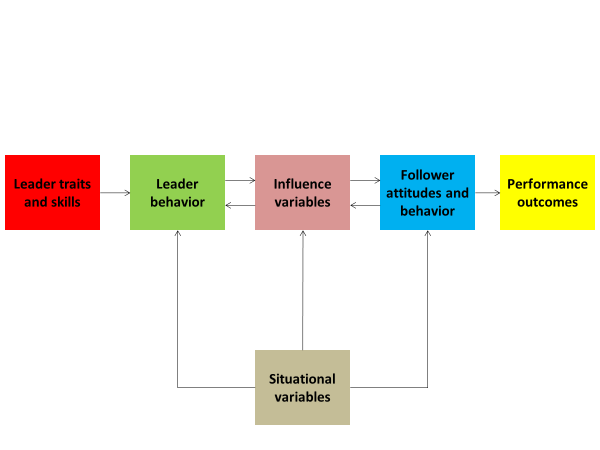 Leader traits
and skills
Leader
behavior
Influence
variables
Follower
attitudes and
behavior
Performance
outcomes
Situational
variables